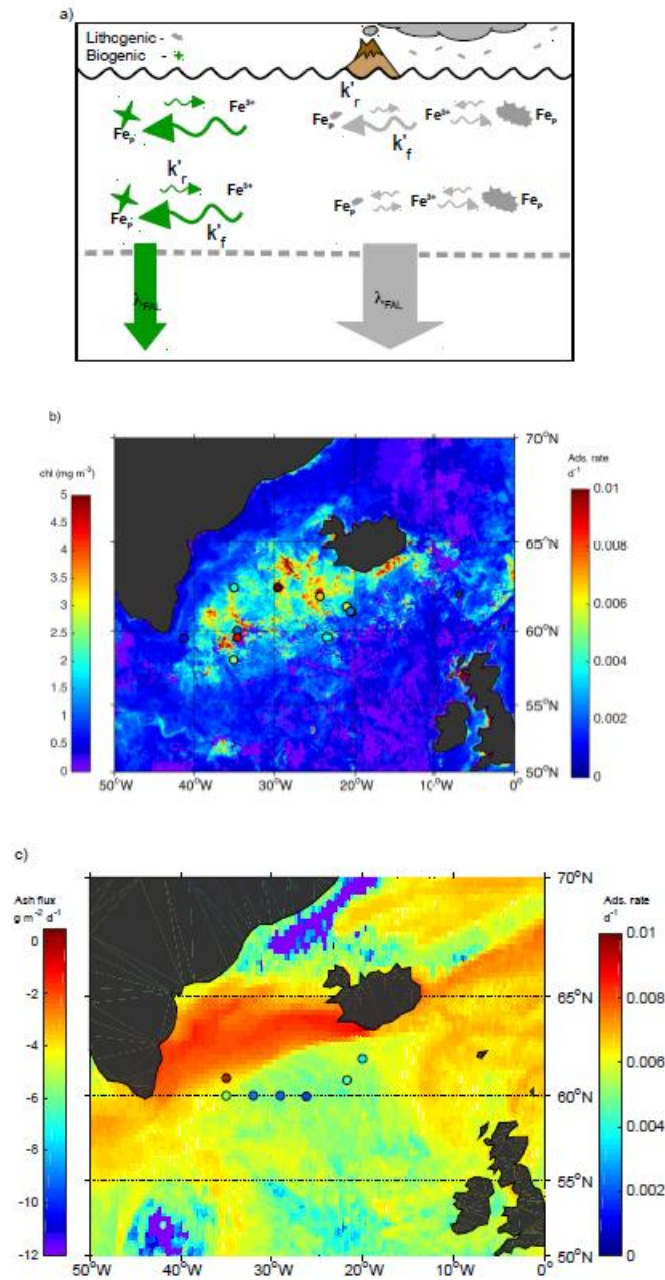 a)
Lithogenic -
Biogenic -
k'r
Fep Fe³⁺ Fep Fe³⁺ Fep
k'f
k'r
Fep Fe³⁺ Fep Fe³⁺ Fep
k'f
λFAL λFAL
b)
70°N
chl (mg m⁻³) Ads. rate
d⁻¹
5 0.01
4.5
4 0.008
65°N
3.5
3 0.006
2.5 60°N
2 0.004
1.5
55°N
1 0.002
0.5
0 0
50°N
50°W 40°W 30°W 20°W 10°W 0°
c)
70°N
Ash flux Ads. rate
g m⁻² d⁻¹ d⁻¹
0 0.01
-2 0.008
65°N
-4
0.006
-6 60°N
-8 0.004
55°N
-10 0.002
-12 0
50°N
50°W 40°W 30°W 20°W 10°W 0°